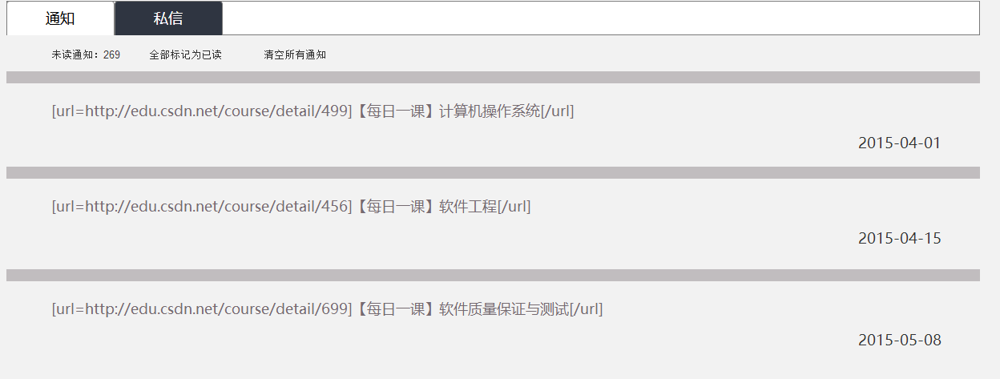 通知 私信
未读通知：269 全部标记为已读 清空所有通知
[url=http://edu.csdn.net/course/detail/499]【每日一课】计算机操作系统[/url]
2015-04-01
[url=http://edu.csdn.net/course/detail/456]【每日一课】软件工程[/url]
2015-04-15
[url=http://edu.csdn.net/course/detail/699]【每日一课】软件质量保证与测试[/url]
2015-05-08